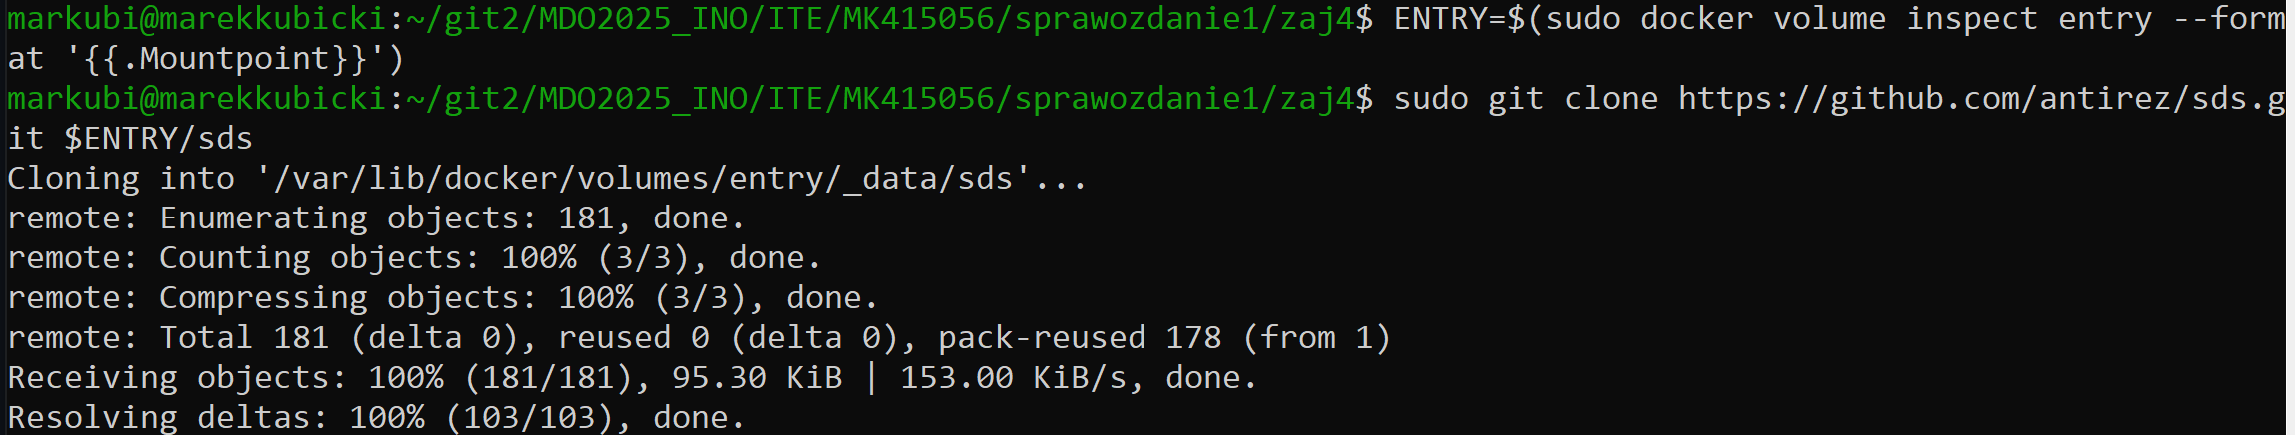 markubi@marekkubicki:~/git2/MDO2025_INO/ITE/MK415056/sprawozdanie1/zaj4$ ENTRY=$(sudo docker volume inspect entry --form
at '{{.Mountpoint}}')
markubi@marekkubicki:~/git2/MDO2025_INO/ITE/MK415056/sprawozdanie1/zaj4$ sudo git clone https://github.com/antirez/sds.g
it $ENTRY/sds
Cloning into '/var/lib/docker/volumes/entry/_data/sds'...
remote: Enumerating objects: 181, done.
remote: Counting objects: 100% (3/3), done.
remote: Compressing objects: 100% (3/3), done.
remote: Total 181 (delta 0), reused 0 (delta 0), pack-reused 178 (from 1)
Receiving objects: 100% (181/181), 95.30 KiB | 153.00 KiB/s, done.
Resolving deltas: 100% (103/103), done.